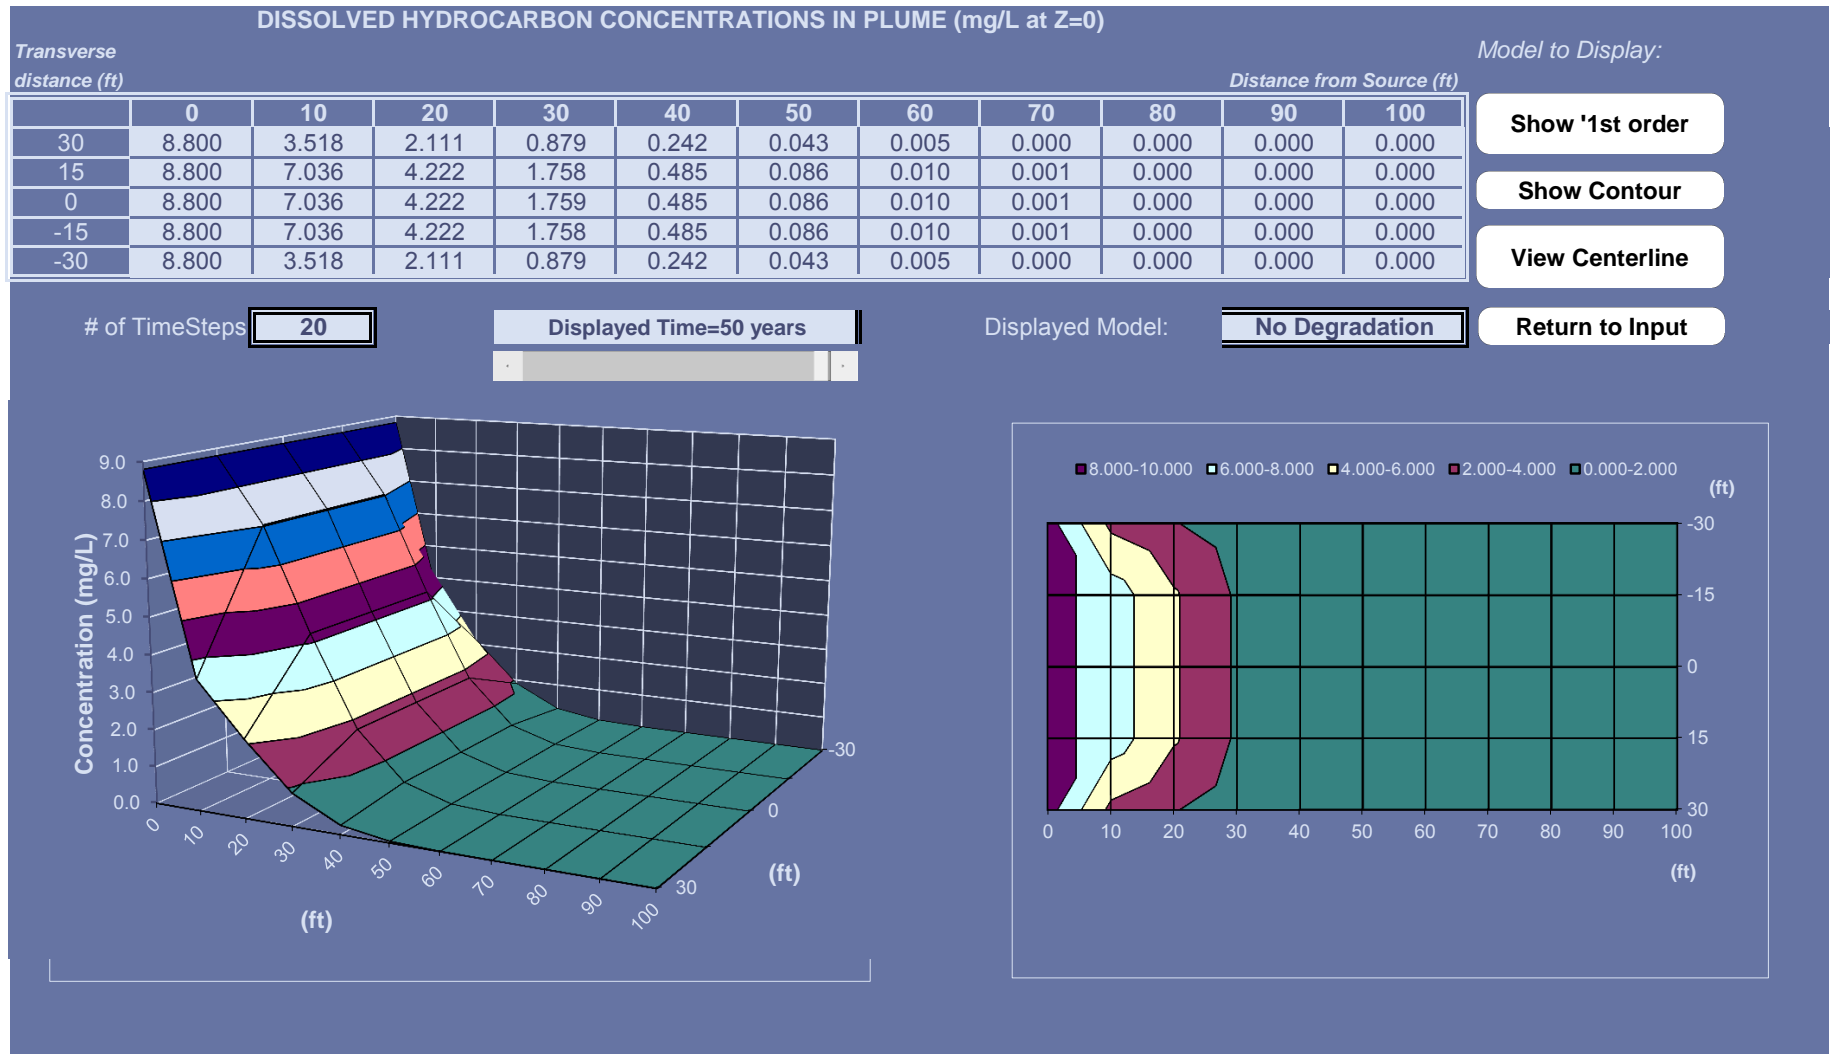 DISSOLVED HYDROCARBON CONCENTRATIONS IN PLUME (mg/L at Z=0)
Transverse
distance (ft)
Distance from Source (ft)
Model to Display:
0 10 20 30 40 50 60 70 80 90 100
30 8.800 3.518 2.111 0.879 0.242 0.043 0.005 0.000 0.000 0.000 0.000
15 8.800 7.036 4.222 1.758 0.485 0.086 0.010 0.001 0.000 0.000 0.000
0 8.800 7.036 4.222 1.759 0.485 0.086 0.010 0.001 0.000 0.000 0.000
-15 8.800 7.036 4.222 1.758 0.485 0.086 0.010 0.001 0.000 0.000 0.000
-30 8.800 3.518 2.111 0.879 0.242 0.043 0.005 0.000 0.000 0.000 0.000
Show '1st order
Show Contour
View Centerline
# of TimeSteps 20 Displayed Time=50 years Displayed Model: No Degradation Return to Input
9.0
8.0
7.0
6.0
5.0
4.0
3.0
2.0
1.0
0.0
Concentration (mg/L)
0 10 20 30 40 50 60 70 80 90 100
(ft)
-30
0
30
(ft)
8.000-10.000 6.000-8.000 4.000-6.000 2.000-4.000 0.000-2.000
(ft)
-30
-15
0
15
30
0 10 20 30 40 50 60 70 80 90 100
(ft)